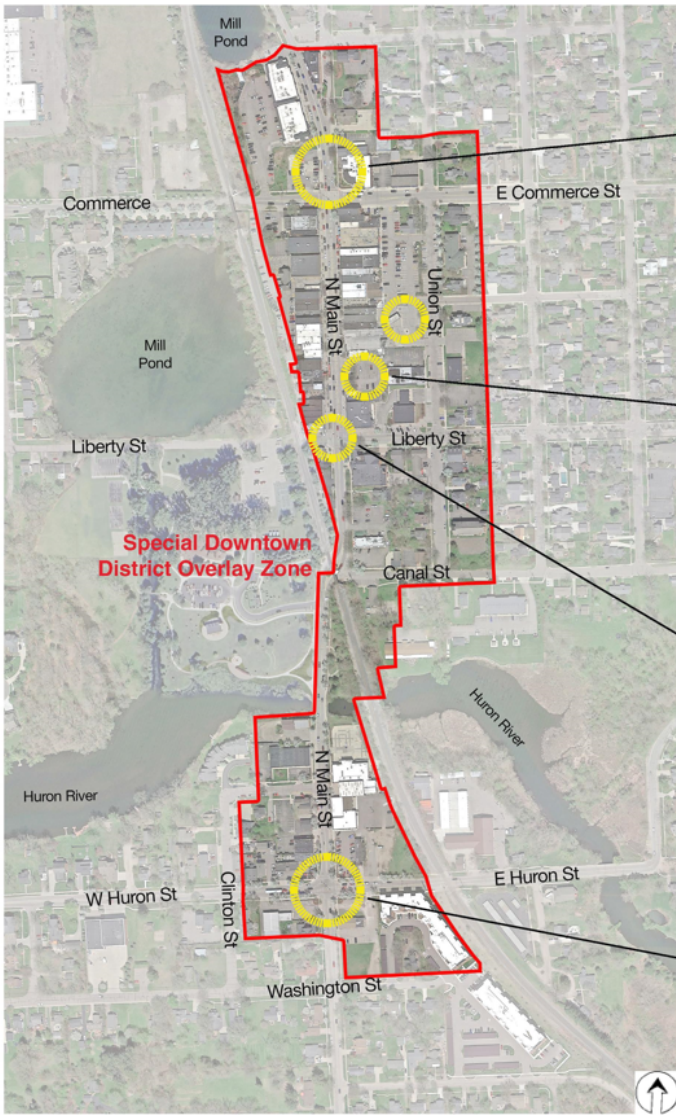 Mill
Pond
Commerce
E Commerce St
Union St
N Main St
Mill
Pond
Liberty St
Liberty St
Special Downtown
District Overlay Zone
Canal St
Huron River
N Main St
Huron River
Clinton St
W Huron St
E Huron St
Washington St